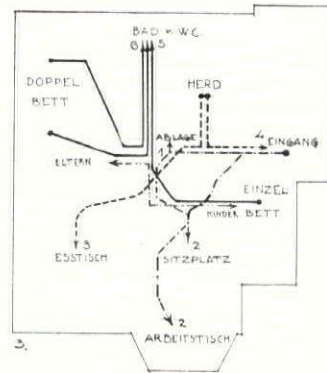 BAD u WC.
6 5
DOPPEL
BETT
HERD
ABLAGE
4
EINGANG
ELTERN
EINZEL
KINDER BETT
3
ESSTISCH
2
SITZPLATZ
2
ARBEITSTISCH
3.